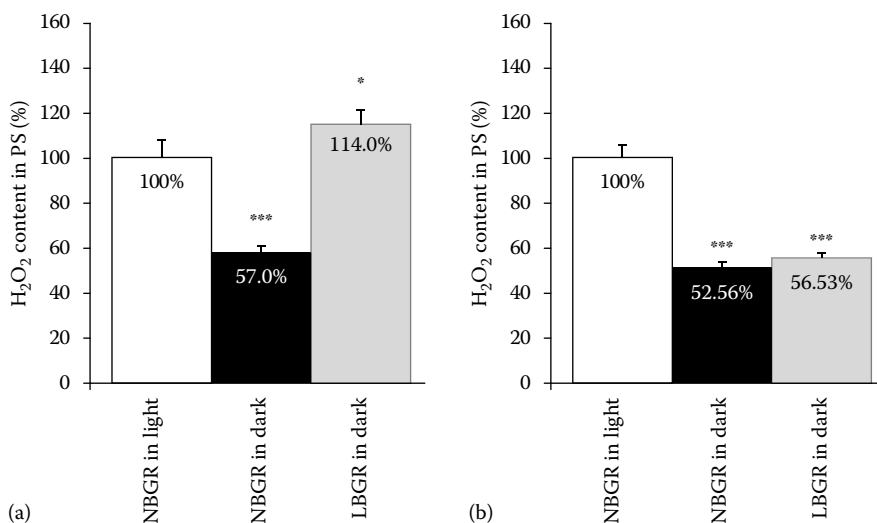 160
140
120
100
80
60
40
20
0
H₂O₂ content in PS (%)
100%
***
57.0%
*
114.0%
NBGR in light
NBGR in dark
LBGR in dark
(a)
160
140
120
100
80
60
40
20
0
H₂O₂ content in PS (%)
100%
***
52.56%
***
56.53%
NBGR in light
NBGR in dark
LBGR in dark
(b)